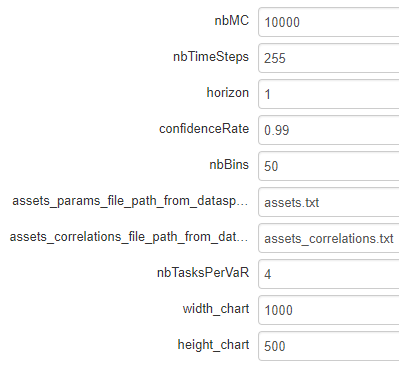 nbMC 10000
nbTimeSteps 255
horizon 1
confidenceRate 0.99
nbBins 50
assets_params_file_path_from_datasp... assets.txt
assets_correlations_file_path_from_dat... assets_correlations.txt
nbTasksPerVaR 4
width_chart 1000
height_chart 500